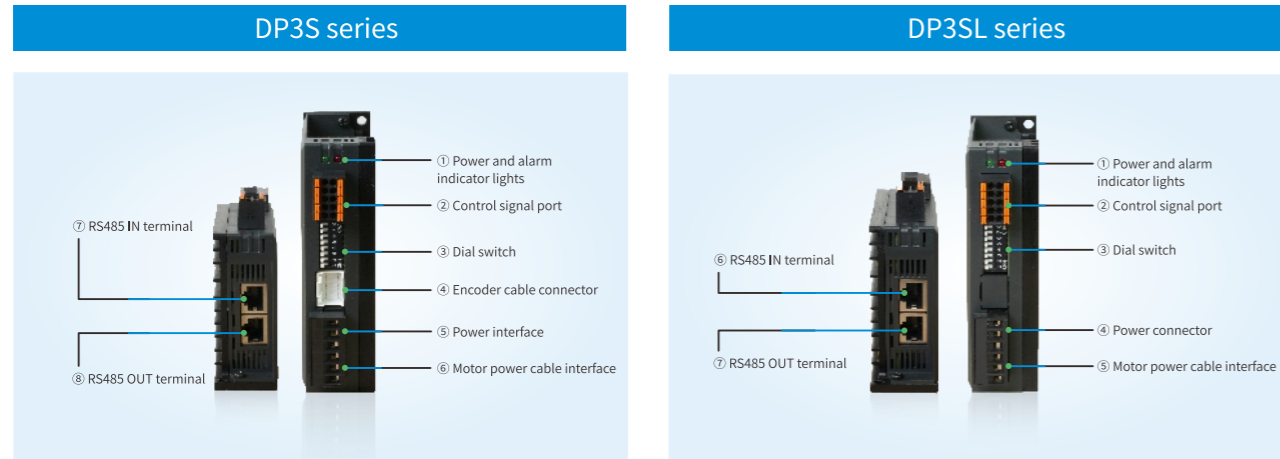 DP3S series
① Power and alarm
indicator lights
② Control signal port
③ Dial switch
④ Encoder cable connector
⑤ Power interface
⑥ Motor power cable interface
⑦ RS485 IN terminal
⑧ RS485 OUT terminal
DP3SL series
① Power and alarm
indicator lights
② Control signal port
③ Dial switch
④ Power connector
⑤ Motor power cable interface
⑥ RS485 IN terminal
⑦ RS485 OUT terminal